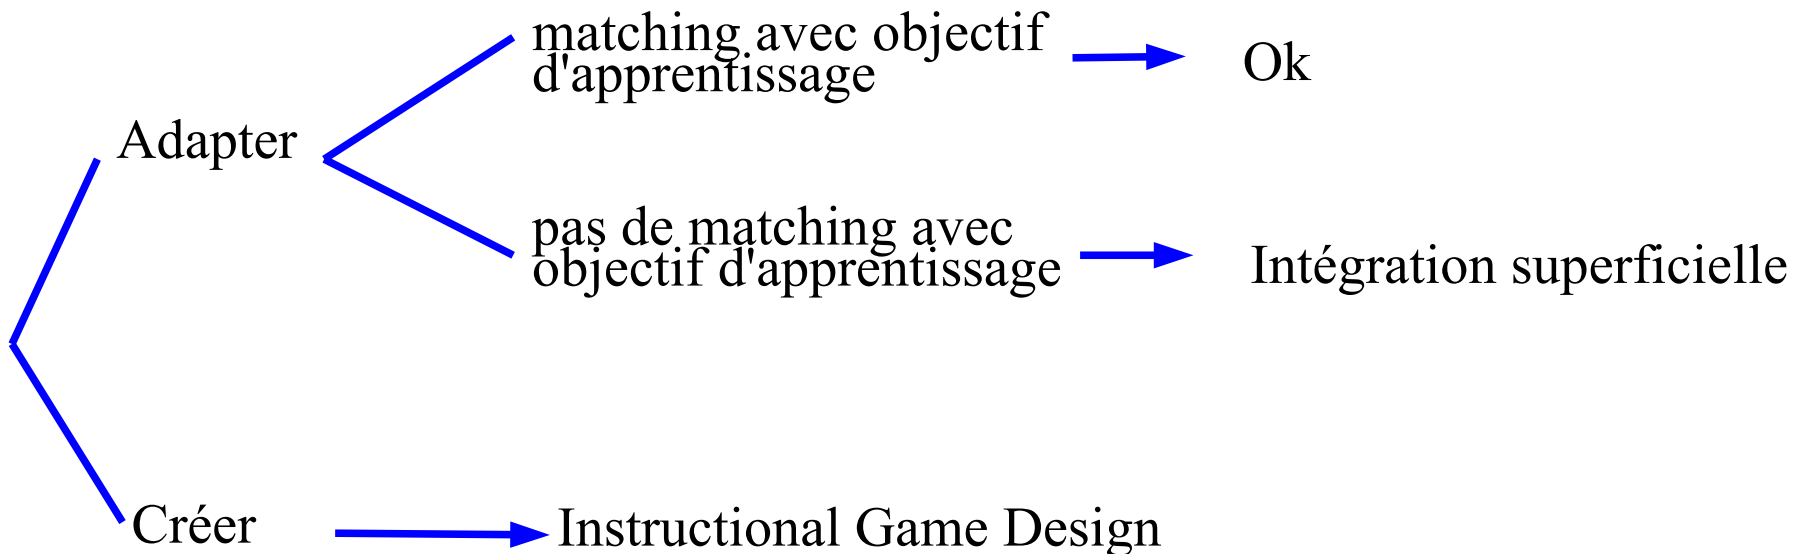 matching avec objectif
d'apprentissage
Ok
Adapter
pas de matching avec
objectif d'apprentissage
Intégration superficielle
Créer
Instructional Game Design